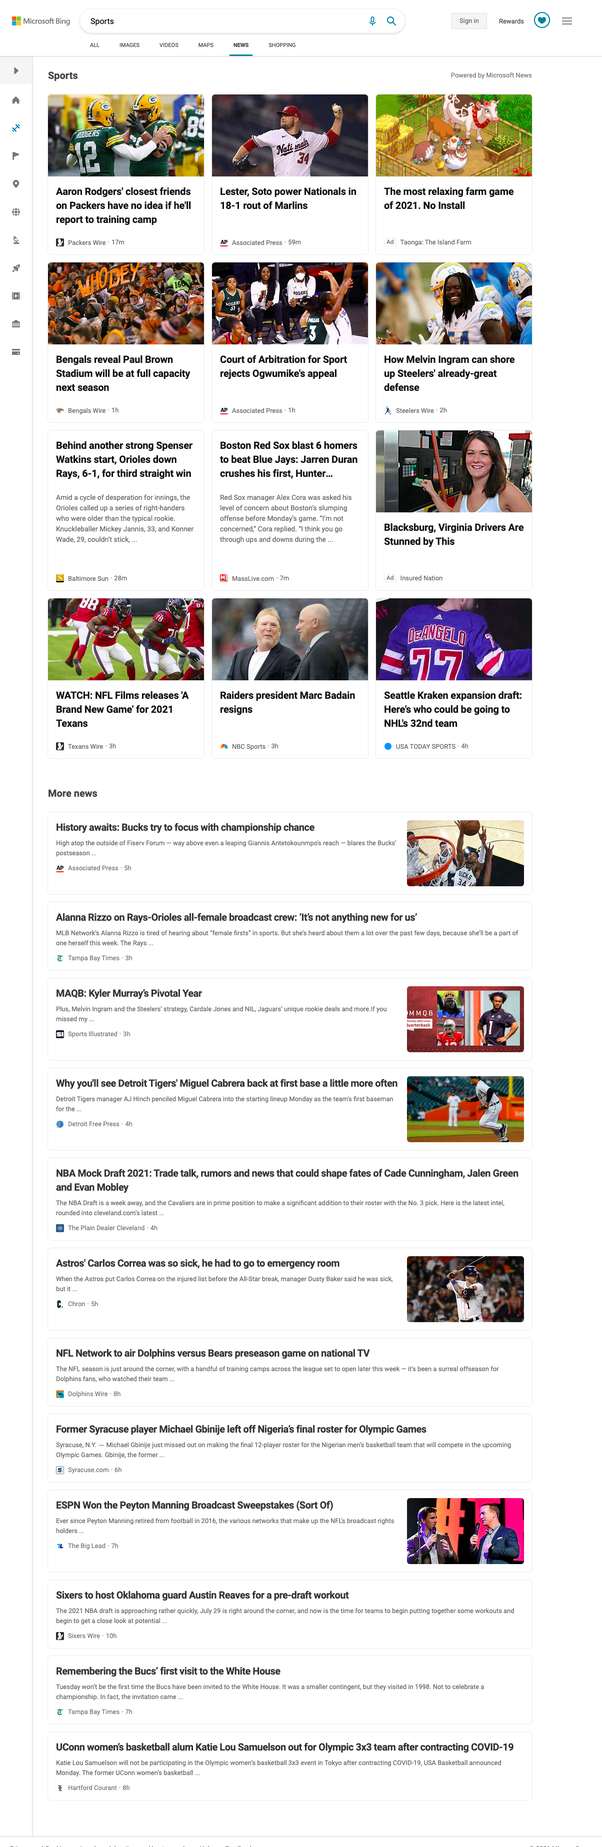 Microsoft Bing
Sports
Sign in
Rewards
ALL
IMAGES
VIDEOS
MAPS
NEWS
SHOPPING
Sports
Powered by Microsoft News
RODGERS
12
89
Nationals
34
Aaron Rodgers' closest friends
on Packers have no idea if he'll
report to training camp
Packers Wire · 17m
Lester, Soto power Nationals in
18-1 rout of Marlins
AP Associated Press · 59m
The most relaxing farm game
of 2021. No Install
Ad Taonga: The Island Farm
WHO DEY
3
Bengals reveal Paul Brown
Stadium will be at full capacity
next season
Bengals Wire · 1h
Court of Arbitration for Sport
rejects Ogwumike's appeal
AP Associated Press · 1h
How Melvin Ingram can shore
up Steelers' already-great
defense
Steelers Wire · 2h
Behind another strong Spenser
Watkins start, Orioles down
Rays, 6-1, for third straight win
Amid a cycle of desperation for innings, the
Orioles called up a series of right-handers
who were older than the typical rookie.
Knuckleballer Mickey Jannis, 33, and Konner
Wade, 29, couldn't stick, ...
Baltimore Sun · 28m
Boston Red Sox blast 6 homers
to beat Blue Jays: Jarren Duran
crushes his first, Hunter...
Red Sox manager Alex Cora was asked his
level of concern about Boston's slumping
offense before Monday's game. "I'm not
concerned," Cora replied. "I think you go
through ups and downs during the ...
MassLive.com · 7m
Blacksburg, Virginia Drivers Are
Stunned by This
Ad Insured Nation
88
DeANGELO
77
WATCH: NFL Films releases 'A
Brand New Game' for 2021
Texans
Texans Wire · 3h
Raiders president Marc Badain
resigns
NBC Sports · 3h
Seattle Kraken expansion draft:
Here's who could be going to
NHL's 32nd team
USA TODAY SPORTS · 4h
More news
History awaits: Bucks try to focus with championship chance
High atop the outside of Fiserv Forum — way above even a leaping Giannis Antetokounmpo's reach — blares the Bucks'
postseason ...
AP Associated Press · 5h
Alanna Rizzo on Rays-Orioles all-female broadcast crew: 'It's not anything new for us'
MLB Network's Alanna Rizzo is tired of hearing about "female firsts" in sports. But she's heard about them a lot over the past few days, because she'll be a part of
one herself this week. The Rays ...
Tampa Bay Times · 3h
MAQB: Kyler Murray's Pivotal Year
Plus, Melvin Ingram and the Steelers' strategy, Cardale Jones and NIL, Jaguars' unique rookie deals and more.If you
missed my ...
Sports Illustrated · 3h
Why you'll see Detroit Tigers' Miguel Cabrera back at first base a little more often
Detroit Tigers manager AJ Hinch penciled Miguel Cabrera into the starting lineup Monday as the team's first baseman
for the ...
Detroit Free Press · 4h
NBA Mock Draft 2021: Trade talk, rumors and news that could shape fates of Cade Cunningham, Jalen Green
and Evan Mobley
The NBA Draft is a week away, and the Cavaliers are in prime position to make a significant addition to their roster with the No. 3 pick. Here is the latest intel,
rounded into cleveland.com's latest ...
The Plain Dealer Cleveland · 4h
Astros' Carlos Correa was so sick, he had to go to emergency room
When the Astros put Carlos Correa on the injured list before the All-Star break, manager Dusty Baker said he was sick,
but it ...
Chron · 5h
NFL Network to air Dolphins versus Bears preseason game on national TV
The NFL season is just around the corner, with a handful of training camps across the league set to open later this week — it's been a surreal offseason for
Dolphins fans, who watched their team ...
Dolphins Wire · 8h
Former Syracuse player Michael Gbinije left off Nigeria's final roster for Olympic Games
Syracuse, N.Y. — Michael Gbinije just missed out on making the final 12-player roster for the Nigerian men's basketball team that will compete in the upcoming
Olympic Games. Gbinije, the former ...
Syracuse.com · 6h
ESPN Won the Peyton Manning Broadcast Sweepstakes (Sort Of)
Ever since Peyton Manning retired from football in 2016, the various networks that make up the NFL's broadcast rights
holders ...
The Big Lead · 7h
Sixers to host Oklahoma guard Austin Reaves for a pre-draft workout
The 2021 NBA draft is approaching rather quickly, July 29 is right around the corner, and now is the time for teams to begin putting together some workouts and
begin to get a close look at potential ...
Sixers Wire · 10h
Remembering the Bucs' first visit to the White House
Tuesday won't be the first time the Bucs have been invited to the White House. It was a smaller contingent, but they visited in 1998. Not to celebrate a
championship. In fact, the invitation came ...
Tampa Bay Times · 7h
UConn women's basketball alum Katie Lou Samuelson out for Olympic 3x3 team after contracting COVID-19
Katie Lou Samuelson will not be participating in the Olympic women's basketball 3x3 event in Tokyo after contracting COVID-19, USA Basketball announced
Monday. The former UConn women's basketball ...
Hartford Courant · 8h